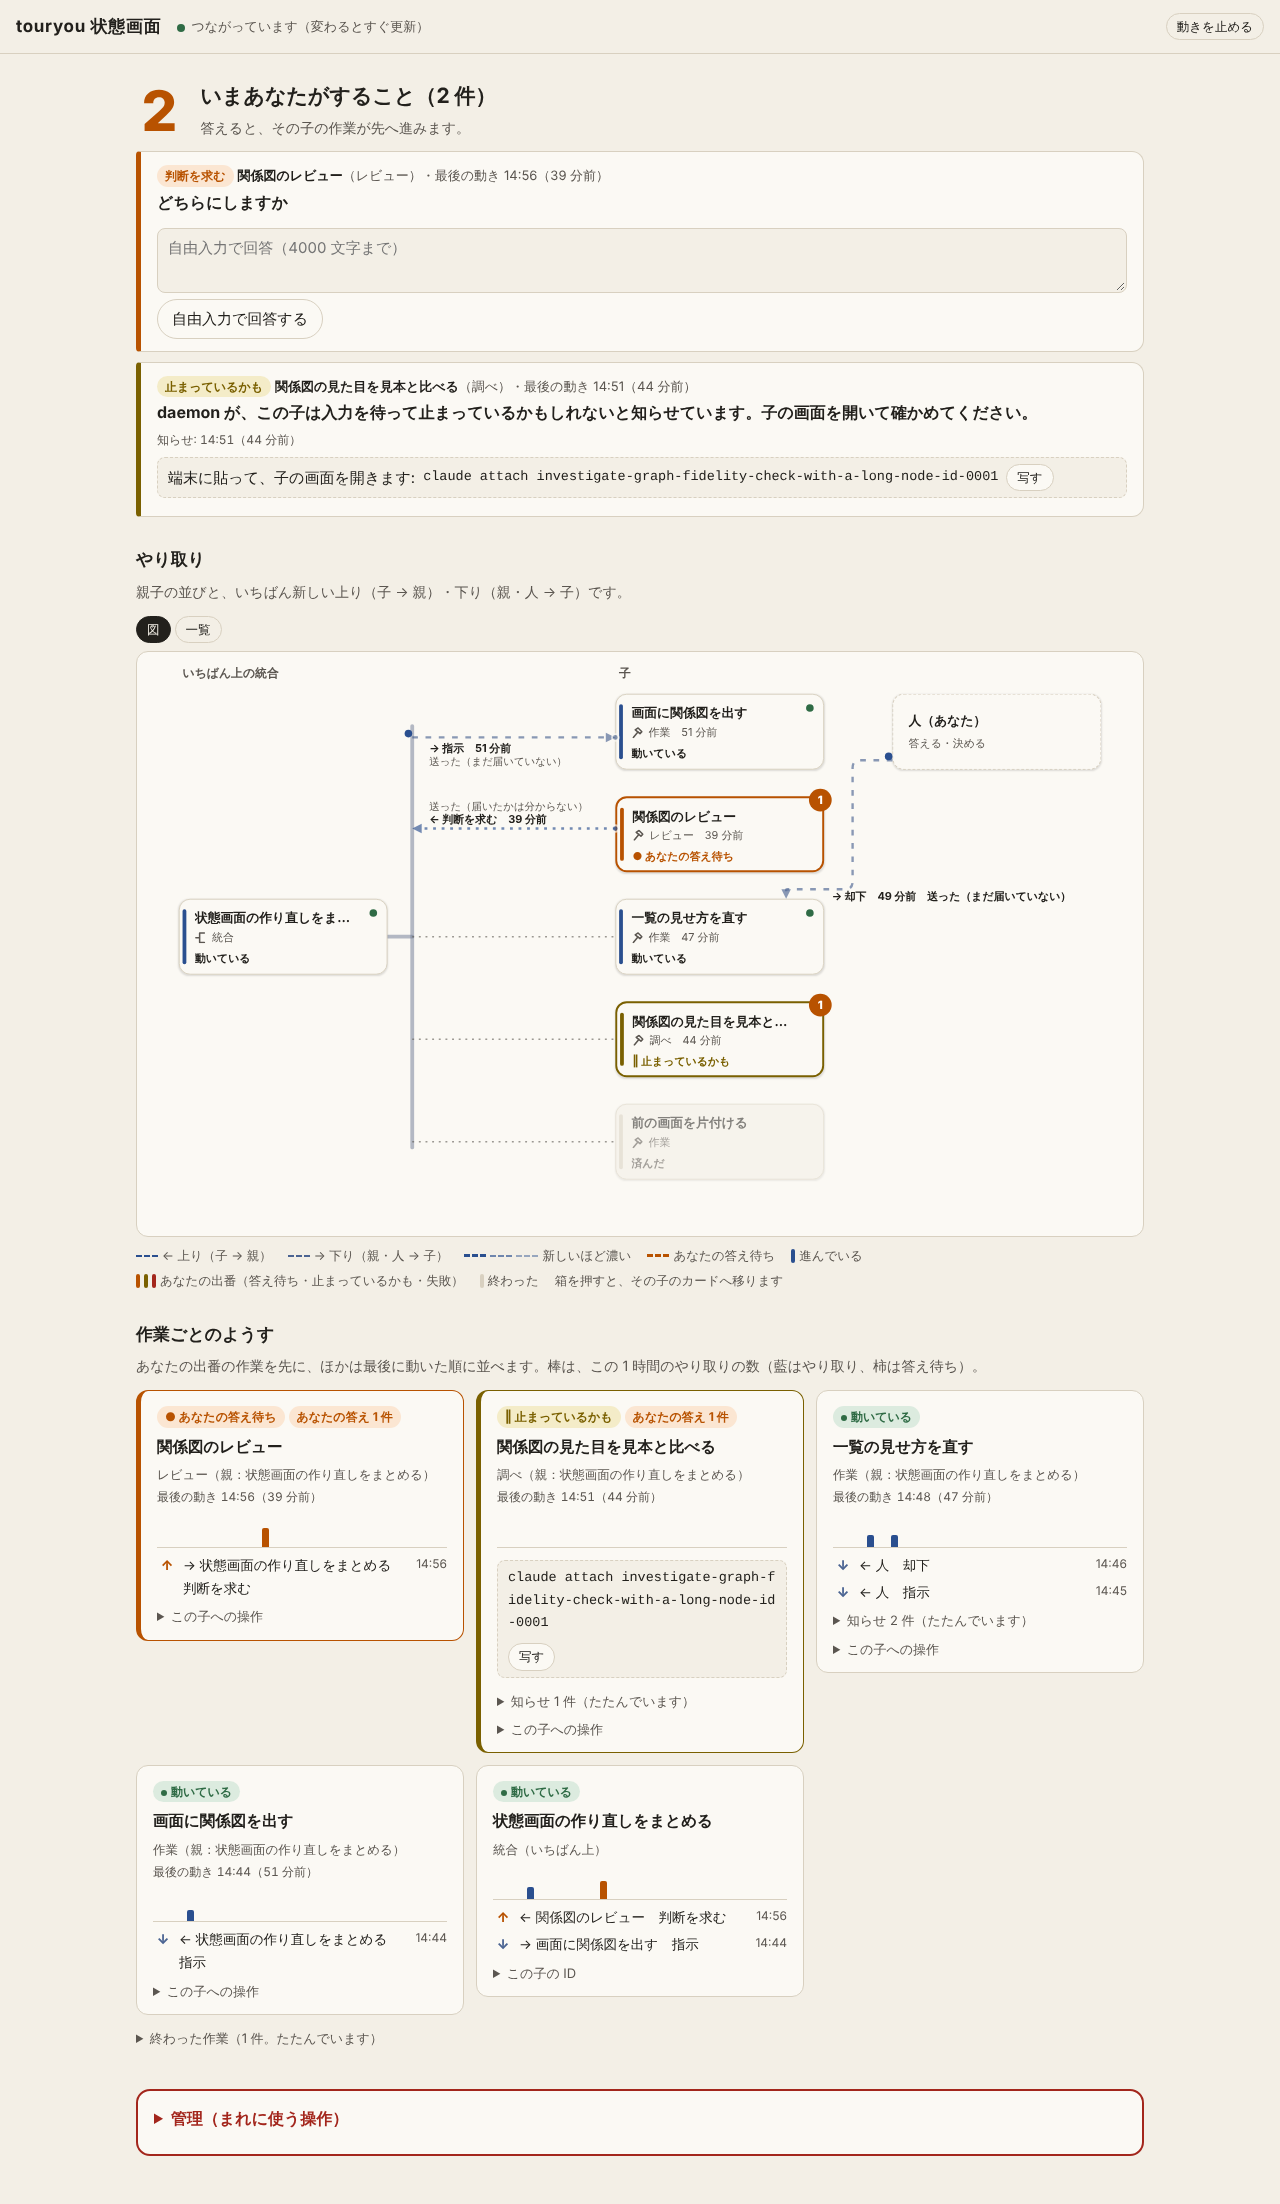 touryou 状態画面
つながっています（変わるとすぐ更新）
動きを止める
2
いまあなたがすること（2 件）
答えると、その子の作業が先へ進みます。
判断を求む 関係図のレビュー（レビュー）・最後の動き 14:56（39 分前）
どちらにしますか
自由入力で回答（4000 文字まで）
自由入力で回答する
止まっているかも 関係図の見た目を見本と比べる（調べ）・最後の動き 14:51（44 分前）
daemon が、この子は入力を待って止まっているかもしれないと知らせています。子の画面を開いて確かめてください。
知らせ: 14:51（44 分前）
端末に貼って、子の画面を開きます: claude attach investigate-graph-fidelity-check-with-a-long-node-id-0001 写す
やり取り
親子の並びと、いちばん新しい上り（子 → 親）・下り（親・人 → 子）です。
図 一覧
いちばん上の統合
子
画面に関係図を出す
作業 51 分前
動いている
人（あなた）
答える・決める
→ 指示 51 分前
送った（まだ届いていない）
送った（届いたかは分からない）
← 判断を求む 39 分前
1
関係図のレビュー
レビュー 39 分前
● あなたの答え待ち
→ 却下 49 分前 送った（まだ届いていない）
状態画面の作り直しをま…
統合
動いている
一覧の見せ方を直す
作業 47 分前
動いている
1
関係図の見た目を見本と…
調べ 44 分前
‖ 止まっているかも
前の画面を片付ける
作業
済んだ
← 上り（子 → 親） → 下り（親・人 → 子） 新しいほど濃い あなたの答え待ち 進んでいる
あなたの出番（答え待ち・止まっているかも・失敗） 終わった 箱を押すと、その子のカードへ移ります
作業ごとのようす
あなたの出番の作業を先に、ほかは最後に動いた順に並べます。棒は、この 1 時間のやり取りの数（藍はやり取り、柿は答え待ち）。
● あなたの答え待ち あなたの答え 1 件
関係図のレビュー
レビュー（親：状態画面の作り直しをまとめる）
最後の動き 14:56（39 分前）
↑ → 状態画面の作り直しをまとめる 14:56
判断を求む
▶ この子への操作
‖ 止まっているかも あなたの答え 1 件
関係図の見た目を見本と比べる
調べ（親：状態画面の作り直しをまとめる）
最後の動き 14:51（44 分前）
claude attach investigate-graph-f
idelity-check-with-a-long-node-id
-0001
写す
▶ 知らせ 1 件（たたんでいます）
▶ この子への操作
● 動いている
一覧の見せ方を直す
作業（親：状態画面の作り直しをまとめる）
最後の動き 14:48（47 分前）
↓ ← 人 却下 14:46
↓ ← 人 指示 14:45
▶ 知らせ 2 件（たたんでいます）
▶ この子への操作
● 動いている
画面に関係図を出す
作業（親：状態画面の作り直しをまとめる）
最後の動き 14:44（51 分前）
↓ ← 状態画面の作り直しをまとめる 14:44
指示
▶ この子への操作
● 動いている
状態画面の作り直しをまとめる
統合（いちばん上）
↑ ← 関係図のレビュー 判断を求む 14:56
↓ → 画面に関係図を出す 指示 14:44
▶ この子の ID
▶ 終わった作業（1 件。たたんでいます）
▶ 管理（まれに使う操作）